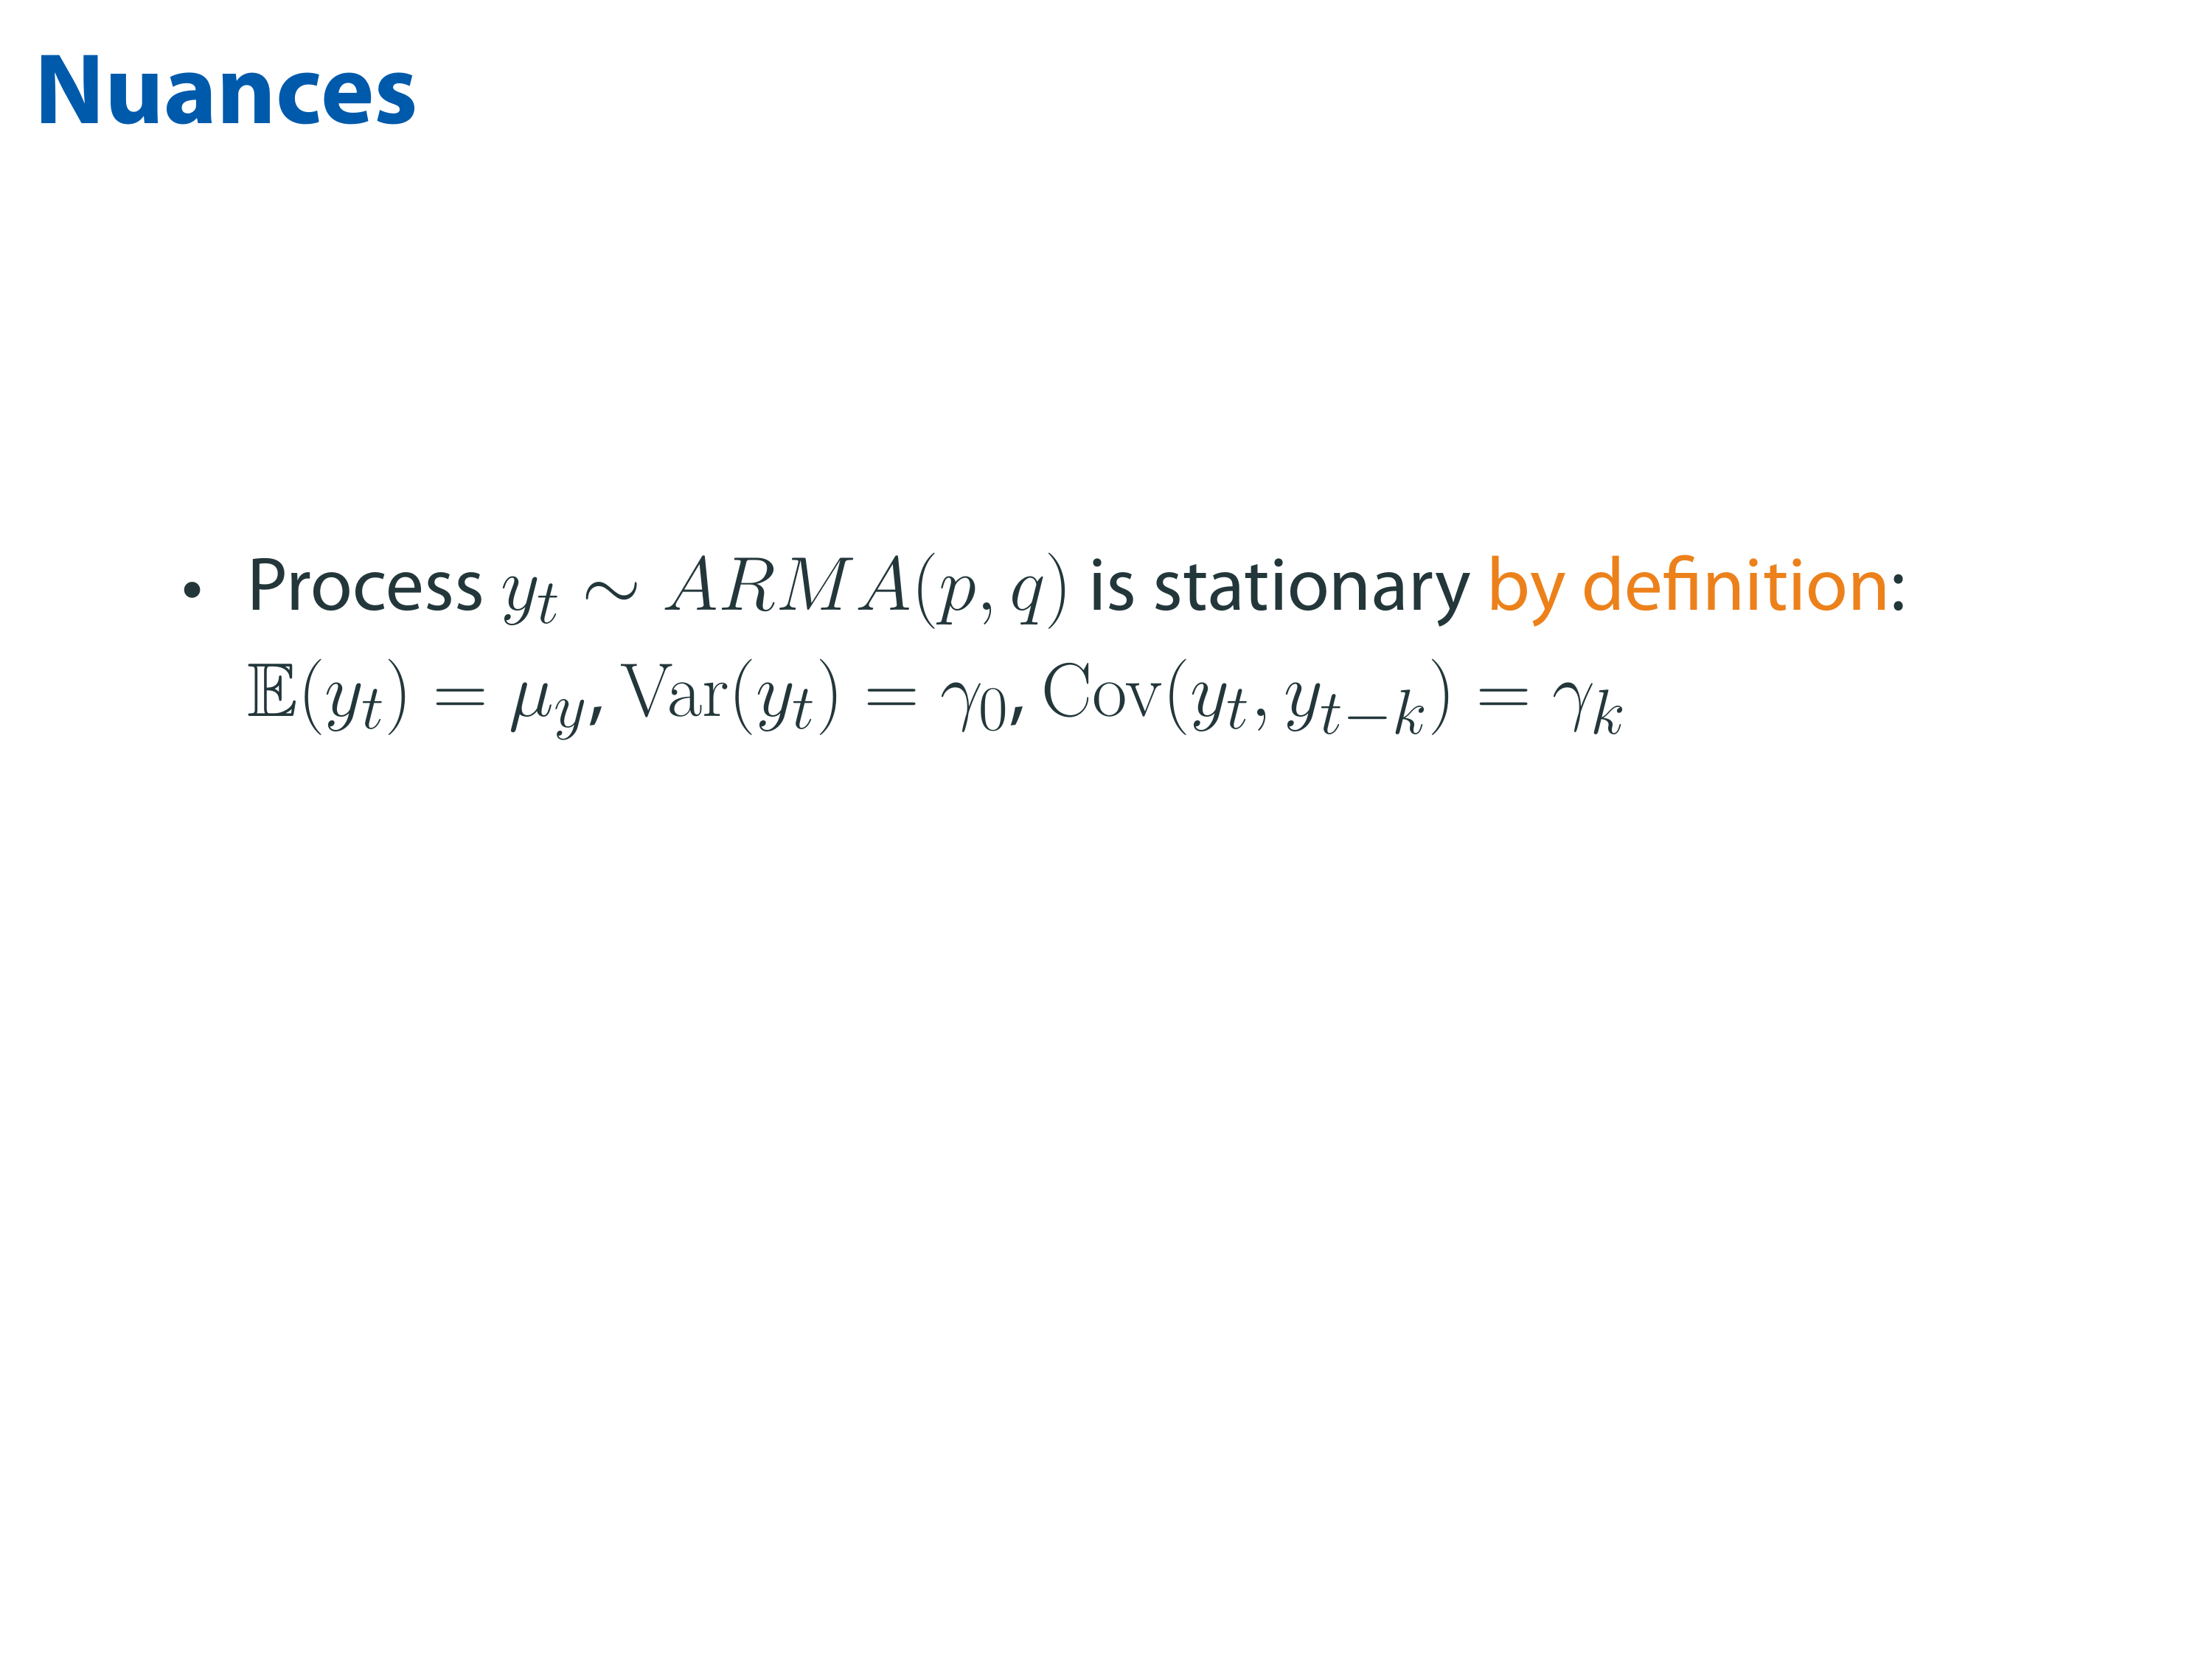 Nuances
• Process $y_t \sim ARMA(p, q)$ is stationary by definition:
$\mathbb{E}(y_t) = \mu_y$, $\mathrm{Var}(y_t) = \gamma_0$, $\mathrm{Cov}(y_t, y_{t-k}) = \gamma_k$